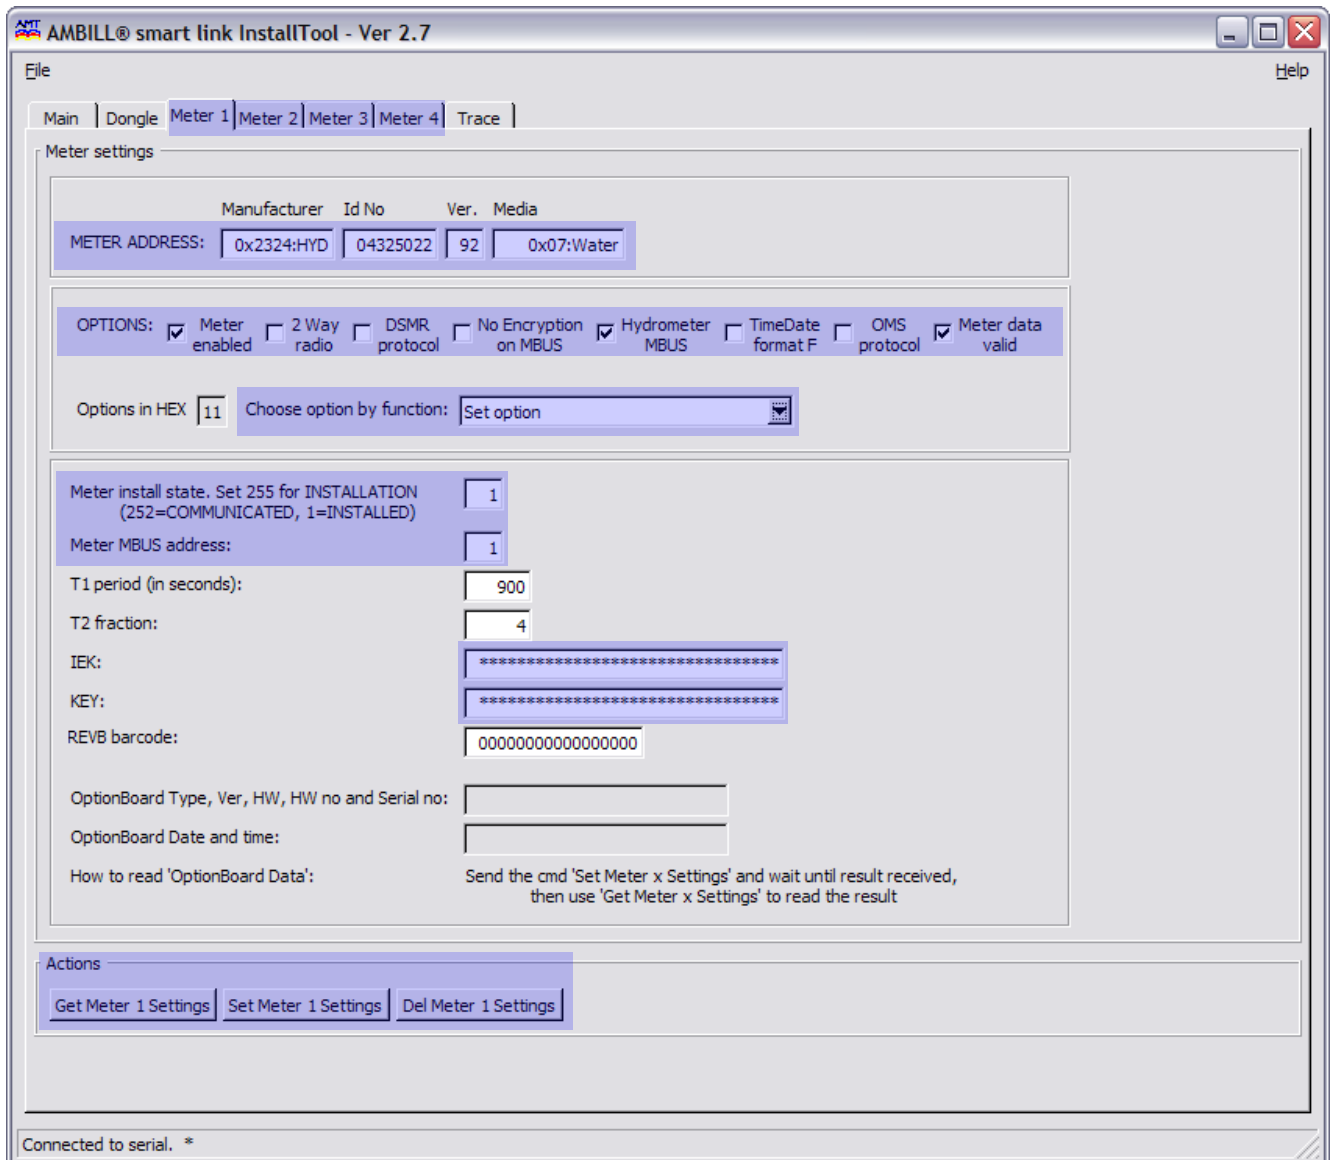 AMT AMBILL® smart link InstallTool - Ver 2.7
File Help
Main Dongle Meter 1 Meter 2 Meter 3 Meter 4 Trace
Meter settings
Manufacturer Id No Ver. Media
METER ADDRESS: 0x2324:HYD 04325022 92 0x07:Water
OPTIONS: Meter enabled 2 Way radio DSMR protocol No Encryption on MBUS Hydrometer MBUS TimeDate format F OMS protocol Meter data valid
Options in HEX 11 Choose option by function: Set option
Meter install state. Set 255 for INSTALLATION 1
(252=COMMUNICATED, 1=INSTALLED)
Meter MBUS address: 1
T1 period (in seconds): 900
T2 fraction: 4
IEK: ********************************
KEY: ********************************
REVB barcode: 00000000000000000
OptionBoard Type, Ver, HW, HW no and Serial no:
OptionBoard Date and time:
How to read 'OptionBoard Data': Send the cmd 'Set Meter x Settings' and wait until result received,
then use 'Get Meter x Settings' to read the result
Actions
Get Meter 1 Settings Set Meter 1 Settings Del Meter 1 Settings
Connected to serial. *